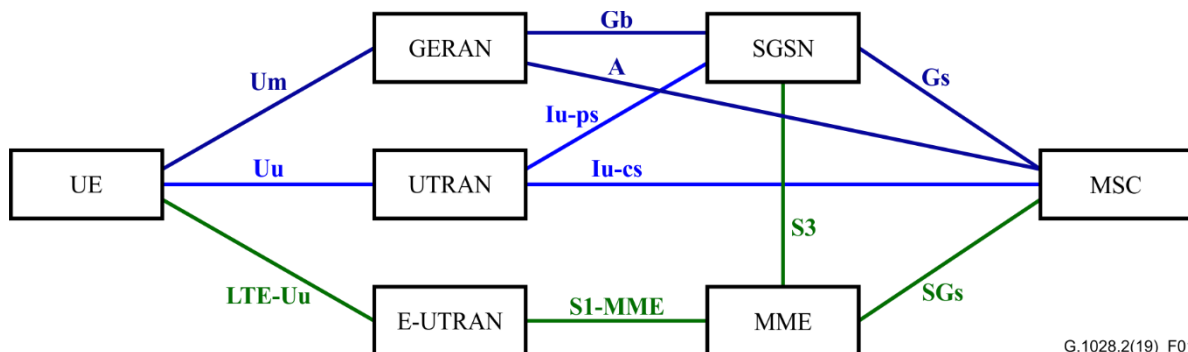 Gb
GERAN
SGSN
A
Gs
Um
Iu-ps
UE
Uu
UTRAN
Iu-cs
MSC
S3
LTE-Uu
S1-MME
SGs
E-UTRAN
MME
G.1028.2(19)_F01